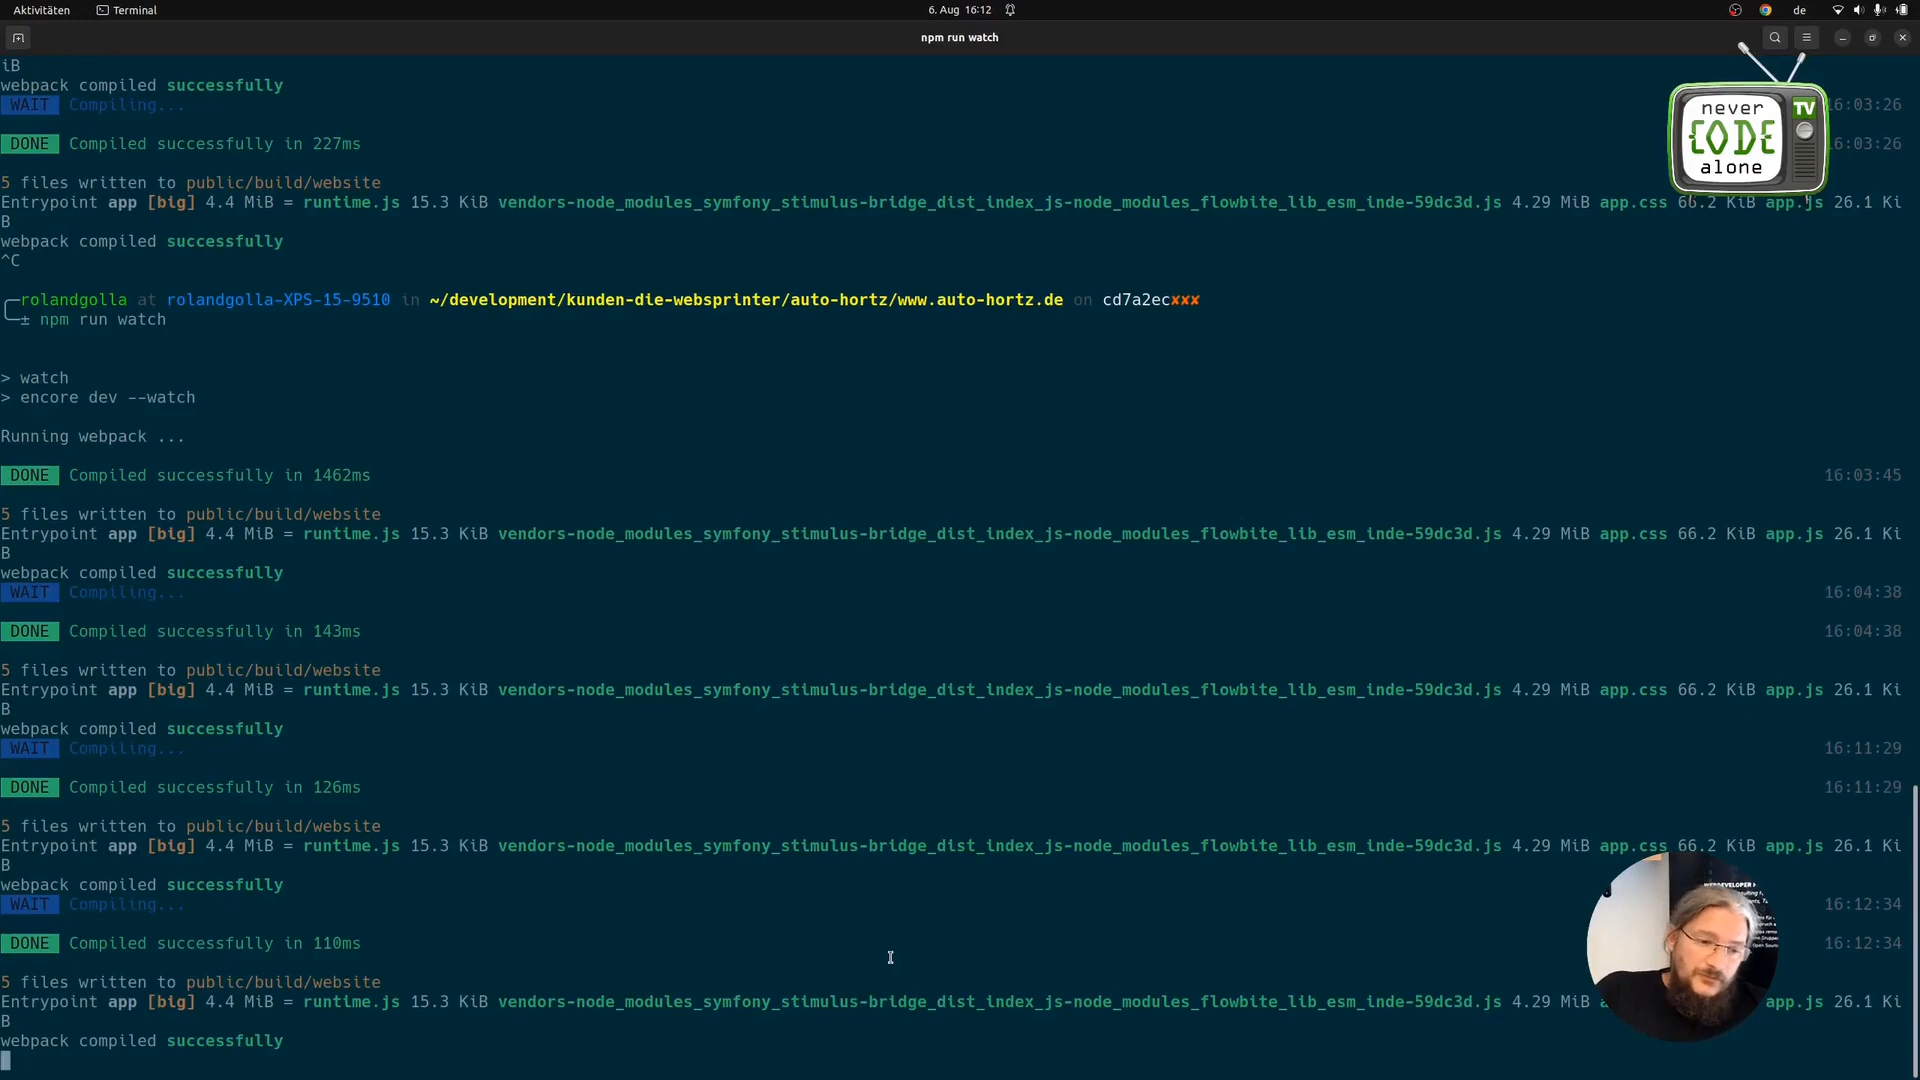 Aktivitäten Terminal 6. Aug 16:12 de
npm run watch
iB
webpack compiled successfully
WAIT Compiling... 16:03:26
DONE Compiled successfully in 227ms 16:03:26
never TV
CODE
alone
5 files written to public/build/website
Entrypoint app [big] 4.4 MiB = runtime.js 15.3 KiB vendors-node_modules_symfony_stimulus-bridge_dist_index_js-node_modules_flowbite_lib_esm_inde-59dc3d.js 4.29 MiB app.css 66.2 KiB app.js 26.1 Ki
B
webpack compiled successfully
^C
rolandgolla at rolandgolla-XPS-15-9510 in ~/development/kunden-die-websprinter/auto-hortz/www.auto-hortz.de on cd7a2ec✘✘✘
± npm run watch
> watch
> encore dev --watch
Running webpack ...
DONE Compiled successfully in 1462ms 16:03:45
5 files written to public/build/website
Entrypoint app [big] 4.4 MiB = runtime.js 15.3 KiB vendors-node_modules_symfony_stimulus-bridge_dist_index_js-node_modules_flowbite_lib_esm_inde-59dc3d.js 4.29 MiB app.css 66.2 KiB app.js 26.1 Ki
B
webpack compiled successfully
WAIT Compiling... 16:04:38
DONE Compiled successfully in 143ms 16:04:38
5 files written to public/build/website
Entrypoint app [big] 4.4 MiB = runtime.js 15.3 KiB vendors-node_modules_symfony_stimulus-bridge_dist_index_js-node_modules_flowbite_lib_esm_inde-59dc3d.js 4.29 MiB app.css 66.2 KiB app.js 26.1 Ki
B
webpack compiled successfully
WAIT Compiling... 16:11:29
DONE Compiled successfully in 126ms 16:11:29
5 files written to public/build/website
Entrypoint app [big] 4.4 MiB = runtime.js 15.3 KiB vendors-node_modules_symfony_stimulus-bridge_dist_index_js-node_modules_flowbite_lib_esm_inde-59dc3d.js 4.29 MiB app.css 66.2 KiB app.js 26.1 Ki
B
webpack compiled successfully
WAIT Compiling... 16:12:34
DONE Compiled successfully in 110ms 16:12:34
5 files written to public/build/website
Entrypoint app [big] 4.4 MiB = runtime.js 15.3 KiB vendors-node_modules_symfony_stimulus-bridge_dist_index_js-node_modules_flowbite_lib_esm_inde-59dc3d.js 4.29 MiB app.js 26.1 Ki
B
webpack compiled successfully